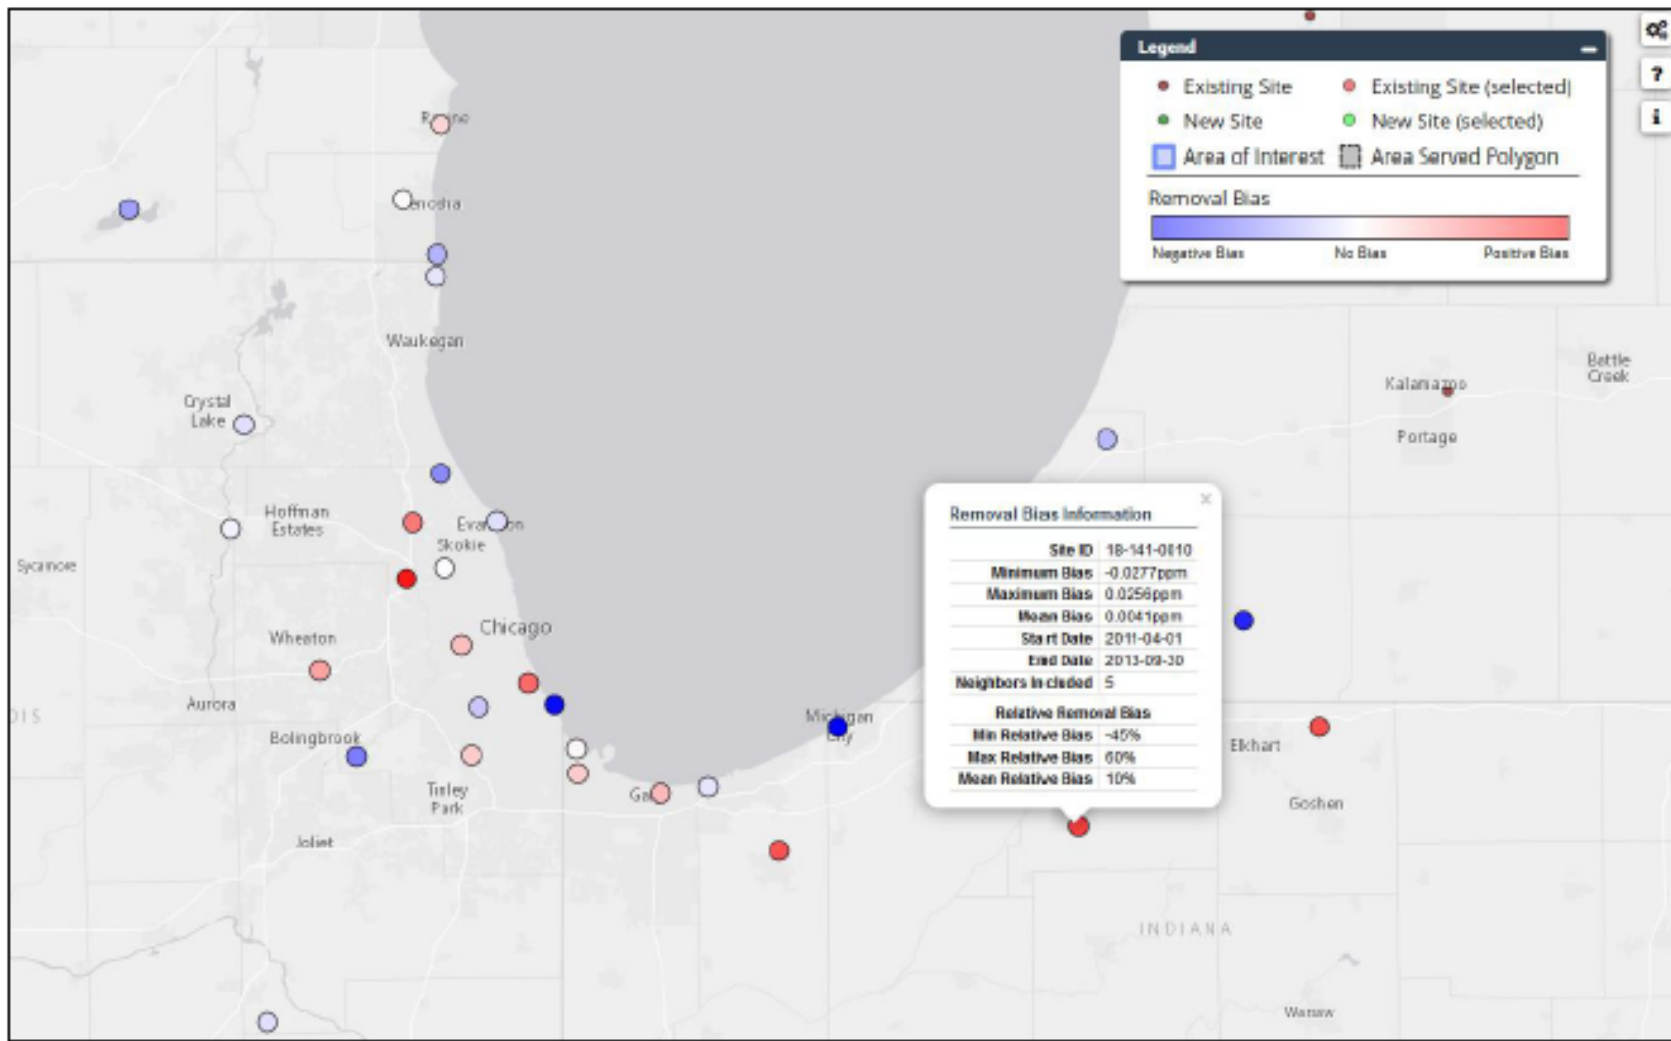 Legend
Existing Site
Existing Site (selected)
New Site
New Site (selected)
Area of Interest
Area Served Polygon
Removal Bias
Negative Bias
No Bias
Positive Bias
?
i
enosha
Waukegan
Crystal
Lake
Hoffman
Estates
Skokie
Sycamore
Wheaton
Chicago
Aurora
Bolingbrook
Tinley
Park
Joliet
Kalamazoo
Battle
Creek
Portage
Removal Bias Information
×
Site ID 18-141-0010
Minimum Bias -0.0277ppm
Maximum Bias 0.0256ppm
Mean Bias 0.0041ppm
Start Date 2011-04-01
End Date 2013-09-30
Neighbors Included 5
Relative Removal Bias
Min Relative Bias -45%
Max Relative Bias 60%
Mean Relative Bias 10%
Michigan
Elkhart
Goshen
INDIANA
Warsaw